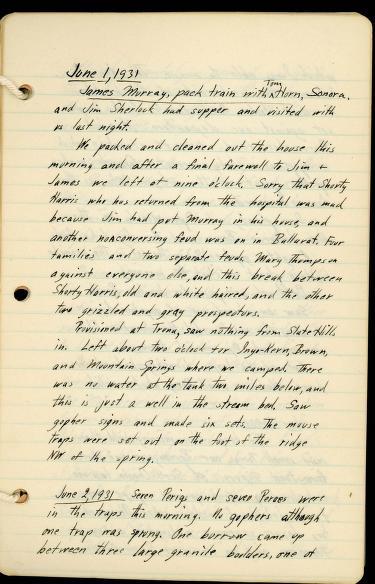 June 1, 1931
James Murray, pack train with Tom Horn, Sonora,
and Jim Sherlock had supper and visited with
us last night.
We packed and cleaned out the house this
morning and after a final farewell to Jim +
James we left at nine o'clock. Sorry that Shorty
Harris who has returned from the hospital was mad
because Jim had put Murray in his house, and
another nonconversing feud was on in Ballarat. Four
families and two separate feuds. Mary Thompson
against everyone else, and this break between
Shorty Harris, old and white haired, and the other
two grizzled and gray prospectors.
Provisioned at Trona, saw nothing from Slate Hills
in. Left about two o'clock for Inyo-Kern, Brown,
and Mountain Springs where we camped. There
was no water at the tank two miles below, and
this is just a well in the stream bed. Saw
gopher signs and made six sets. The mouse
traps were set out on the foot of the ridge
NW of the spring.
June 2, 1931 Seven Perigs and seven Peroes were
in the traps this morning. No gophers although
one trap was sprung. One burrow came up
between three large granite boulders, one of